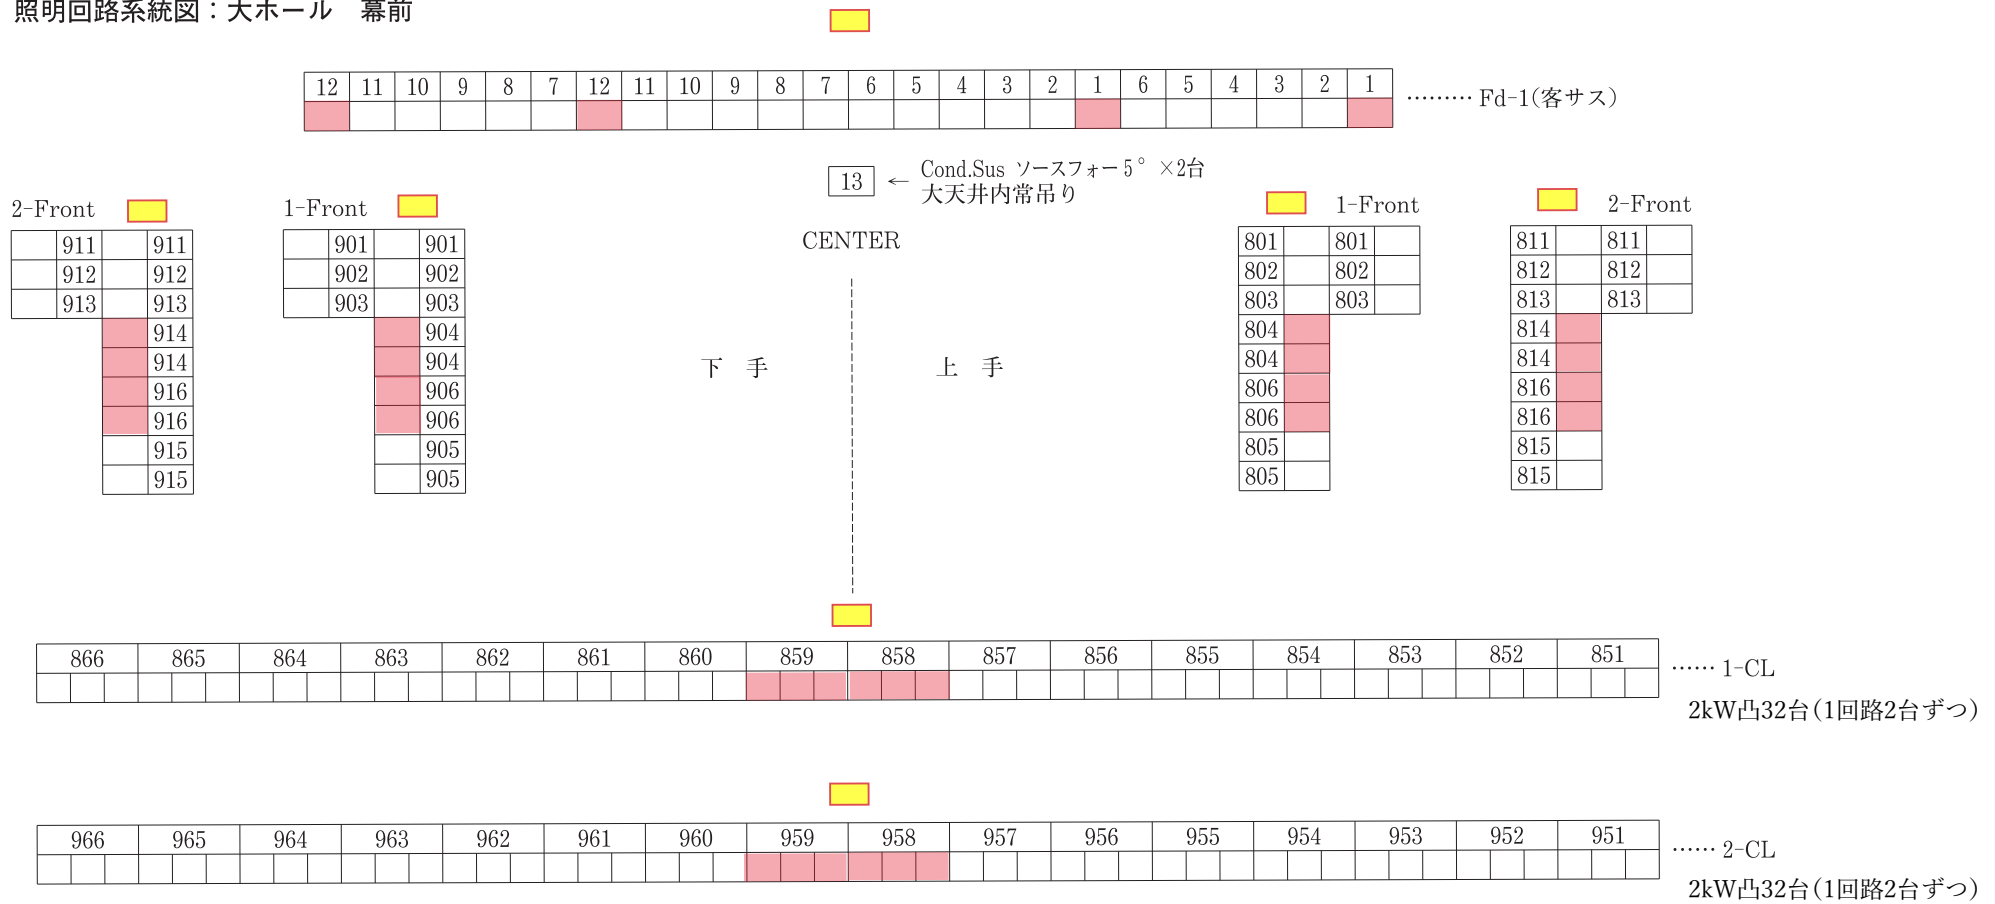 照明回路系統図：大ホール　幕前
12 11 10 9 8 7 12 11 10 9 8 7 6 5 4 3 2 1 6 5 4 3 2 1 ……… Fd-1(客サス)
13 ← Cond.Sus ソースフォー5°×2台
大天井内常吊り
2-Front
911 911
912 912
913 913
914
914
916
916
915
915
1-Front
901 901
902 902
903 903
904
904
906
906
905
905
CENTER
下 手 上 手
1-Front
801 801
802 802
803 803
804
804
806
806
805
805
2-Front
811 811
812 812
813 813
814
814
816
816
815
815
866 865 864 863 862 861 860 859 858 857 856 855 854 853 852 851 …… 1-CL
2kW凸32台(1回路2台ずつ)
966 965 964 963 962 961 960 959 958 957 956 955 954 953 952 951 …… 2-CL
2kW凸32台(1回路2台ずつ)